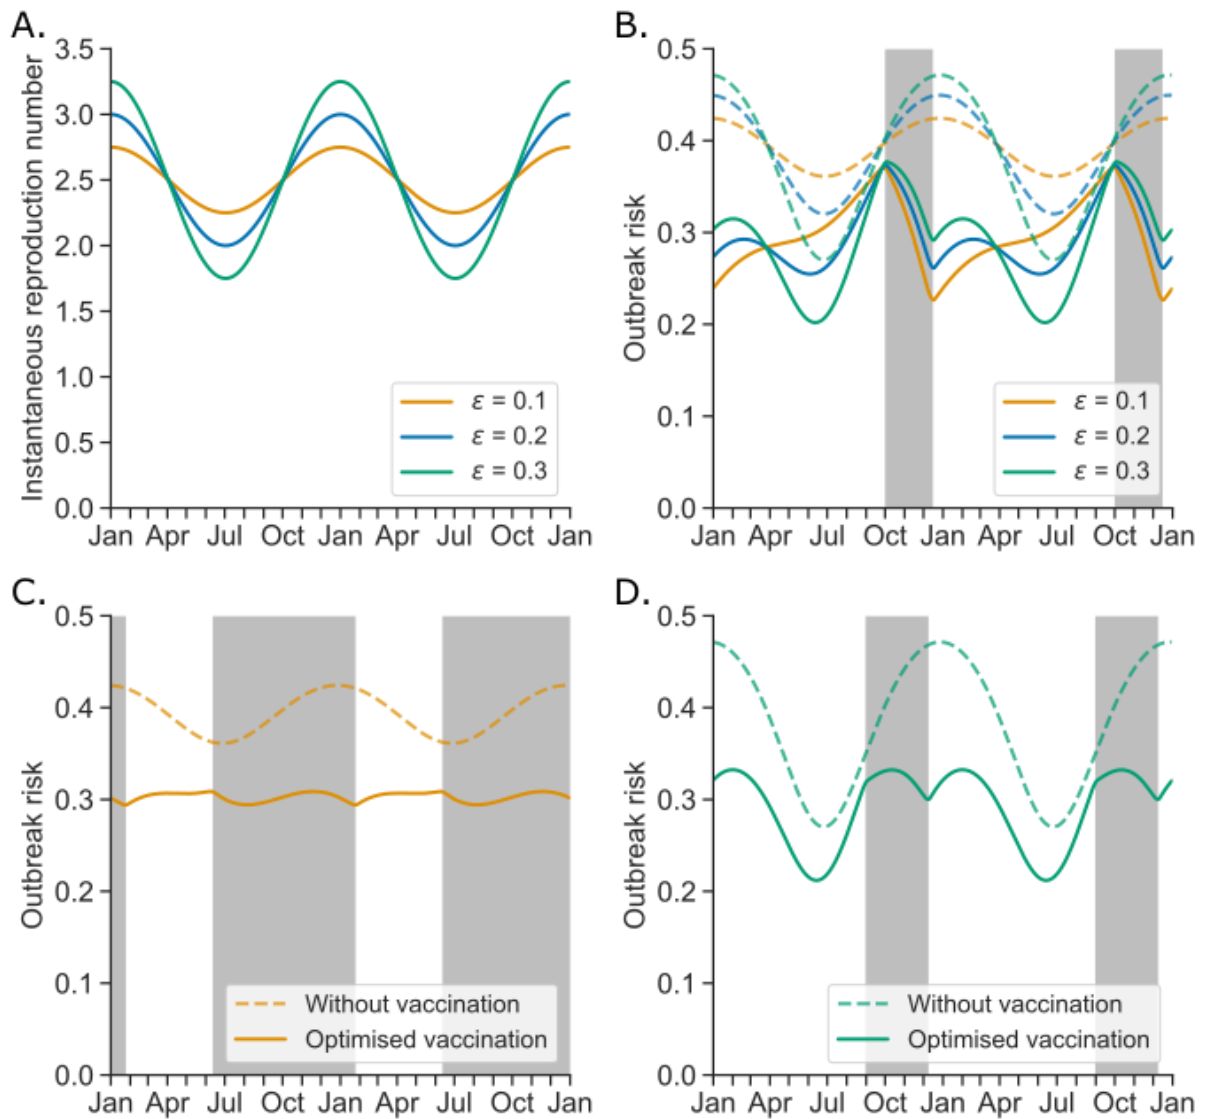 A.
Instantaneous reproduction number
3.5
3.0
2.5
2.0
1.5
1.0
0.5
0.0
ε = 0.1
ε = 0.2
ε = 0.3
Jan Apr Jul Oct Jan Apr Jul Oct Jan
B.
Outbreak risk
0.5
0.4
0.3
0.2
0.1
0.0
ε = 0.1
ε = 0.2
ε = 0.3
Jan Apr Jul Oct Jan Apr Jul Oct Jan
C.
Outbreak risk
0.5
0.4
0.3
0.2
0.1
0.0
Without vaccination
Optimised vaccination
Jan Apr Jul Oct Jan Apr Jul Oct Jan
D.
Outbreak risk
0.5
0.4
0.3
0.2
0.1
0.0
Without vaccination
Optimised vaccination
Jan Apr Jul Oct Jan Apr Jul Oct Jan